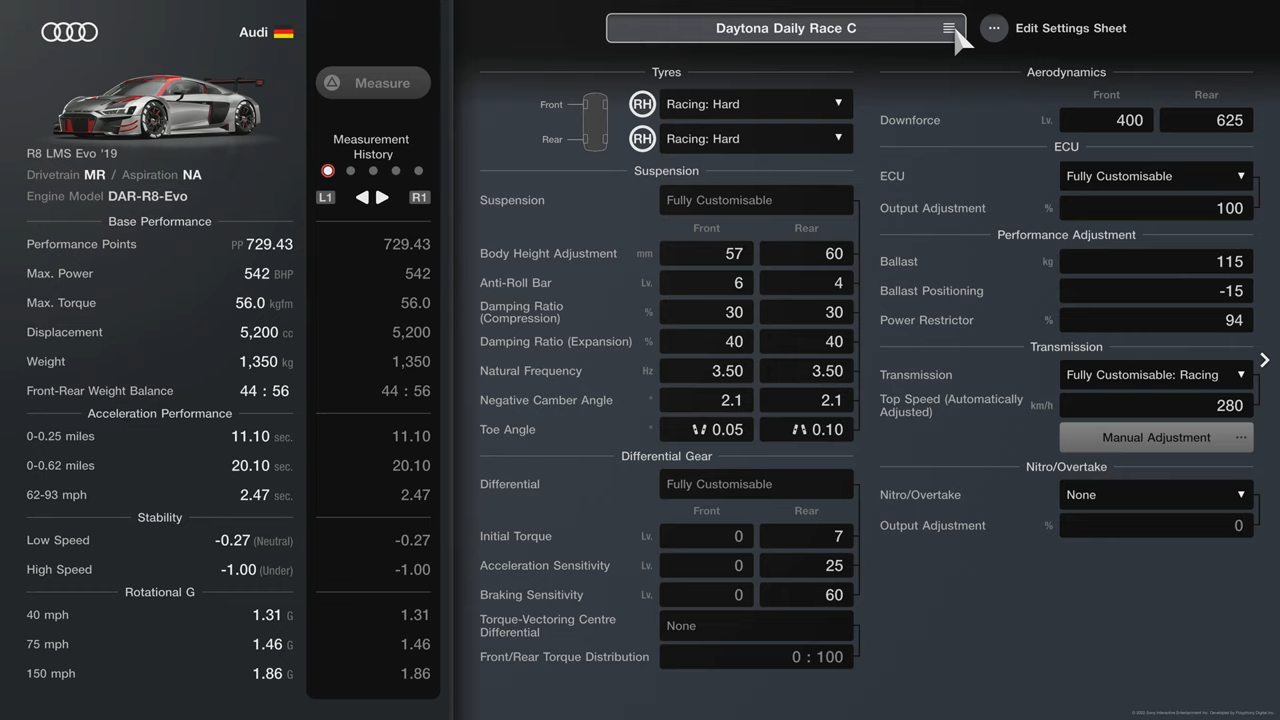 Audi
R8 LMS Evo '19
Drivetrain MR / Aspiration NA
Engine Model DAR-R8-Evo
Base Performance
Performance Points PP 729.43
Max. Power 542 BHP
Max. Torque 56.0 kgfm
Displacement 5,200 cc
Weight 1,350 kg
Front-Rear Weight Balance 44 : 56
Acceleration Performance
0-0.25 miles 11.10 sec.
0-0.62 miles 20.10 sec.
62-93 mph 2.47 sec.
Stability
Low Speed -0.27 (Neutral)
High Speed -1.00 (Under)
Rotational G
40 mph 1.31 G
75 mph 1.46 G
150 mph 1.86 G
Measure
Measurement
History
L1 R1
729.43
542
56.0
5,200
1,350
44 : 56
11.10
20.10
2.47
-0.27
-1.00
1.31
1.46
1.86
Daytona Daily Race C
Edit Settings Sheet
Tyres
Front RH Racing: Hard
Rear RH Racing: Hard
Suspension
Suspension Fully Customisable
Front Rear
Body Height Adjustment mm 57 60
Anti-Roll Bar Lv. 6 4
Damping Ratio
(Compression) % 30 30
Damping Ratio (Expansion) % 40 40
Natural Frequency Hz 3.50 3.50
Negative Camber Angle ° 2.1 2.1
Toe Angle ° 0.05 0.10
Differential Gear
Differential Fully Customisable
Front Rear
Initial Torque Lv. 0 7
Acceleration Sensitivity Lv. 0 25
Braking Sensitivity Lv. 0 60
Torque-Vectoring Centre
Differential None
Front/Rear Torque Distribution 0 : 100
Aerodynamics
Front Rear
Downforce Lv. 400 625
ECU
ECU Fully Customisable
Output Adjustment % 100
Performance Adjustment
Ballast kg 115
Ballast Positioning -15
Power Restrictor % 94
Transmission
Transmission Fully Customisable: Racing
Top Speed (Automatically
Adjusted) km/h 280
Manual Adjustment
Nitro/Overtake
Nitro/Overtake None
Output Adjustment % 0
© 2022 Sony Interactive Entertainment Inc. Developed by Polyphony Digital Inc.